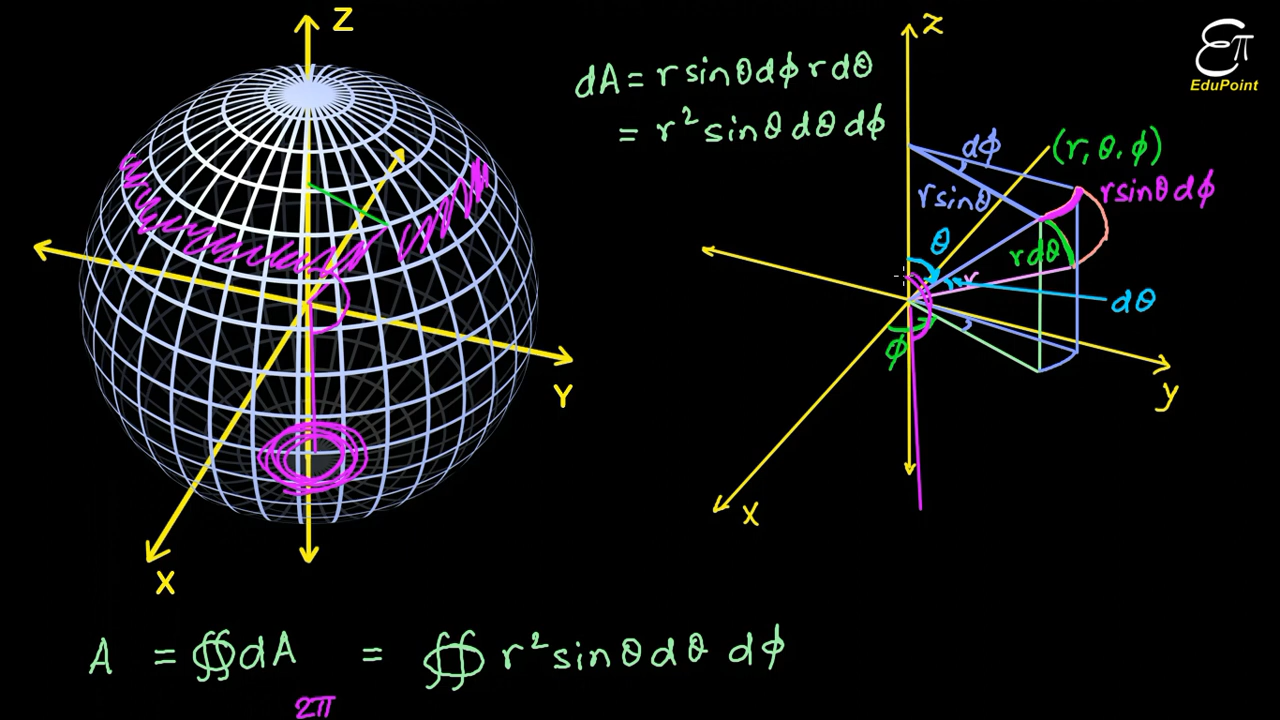 Z
Y
X
dA = r sinθ dϕ r dθ
= r² sinθ dθ dϕ
Ɛπ
EduPoint
z
dϕ
(r, θ, ϕ)
r sinθ
r sinθ dϕ
θ
r dθ
r
dθ
ϕ
y
x
A = ∯ dA = ∯ r² sinθ dθ dϕ
2π